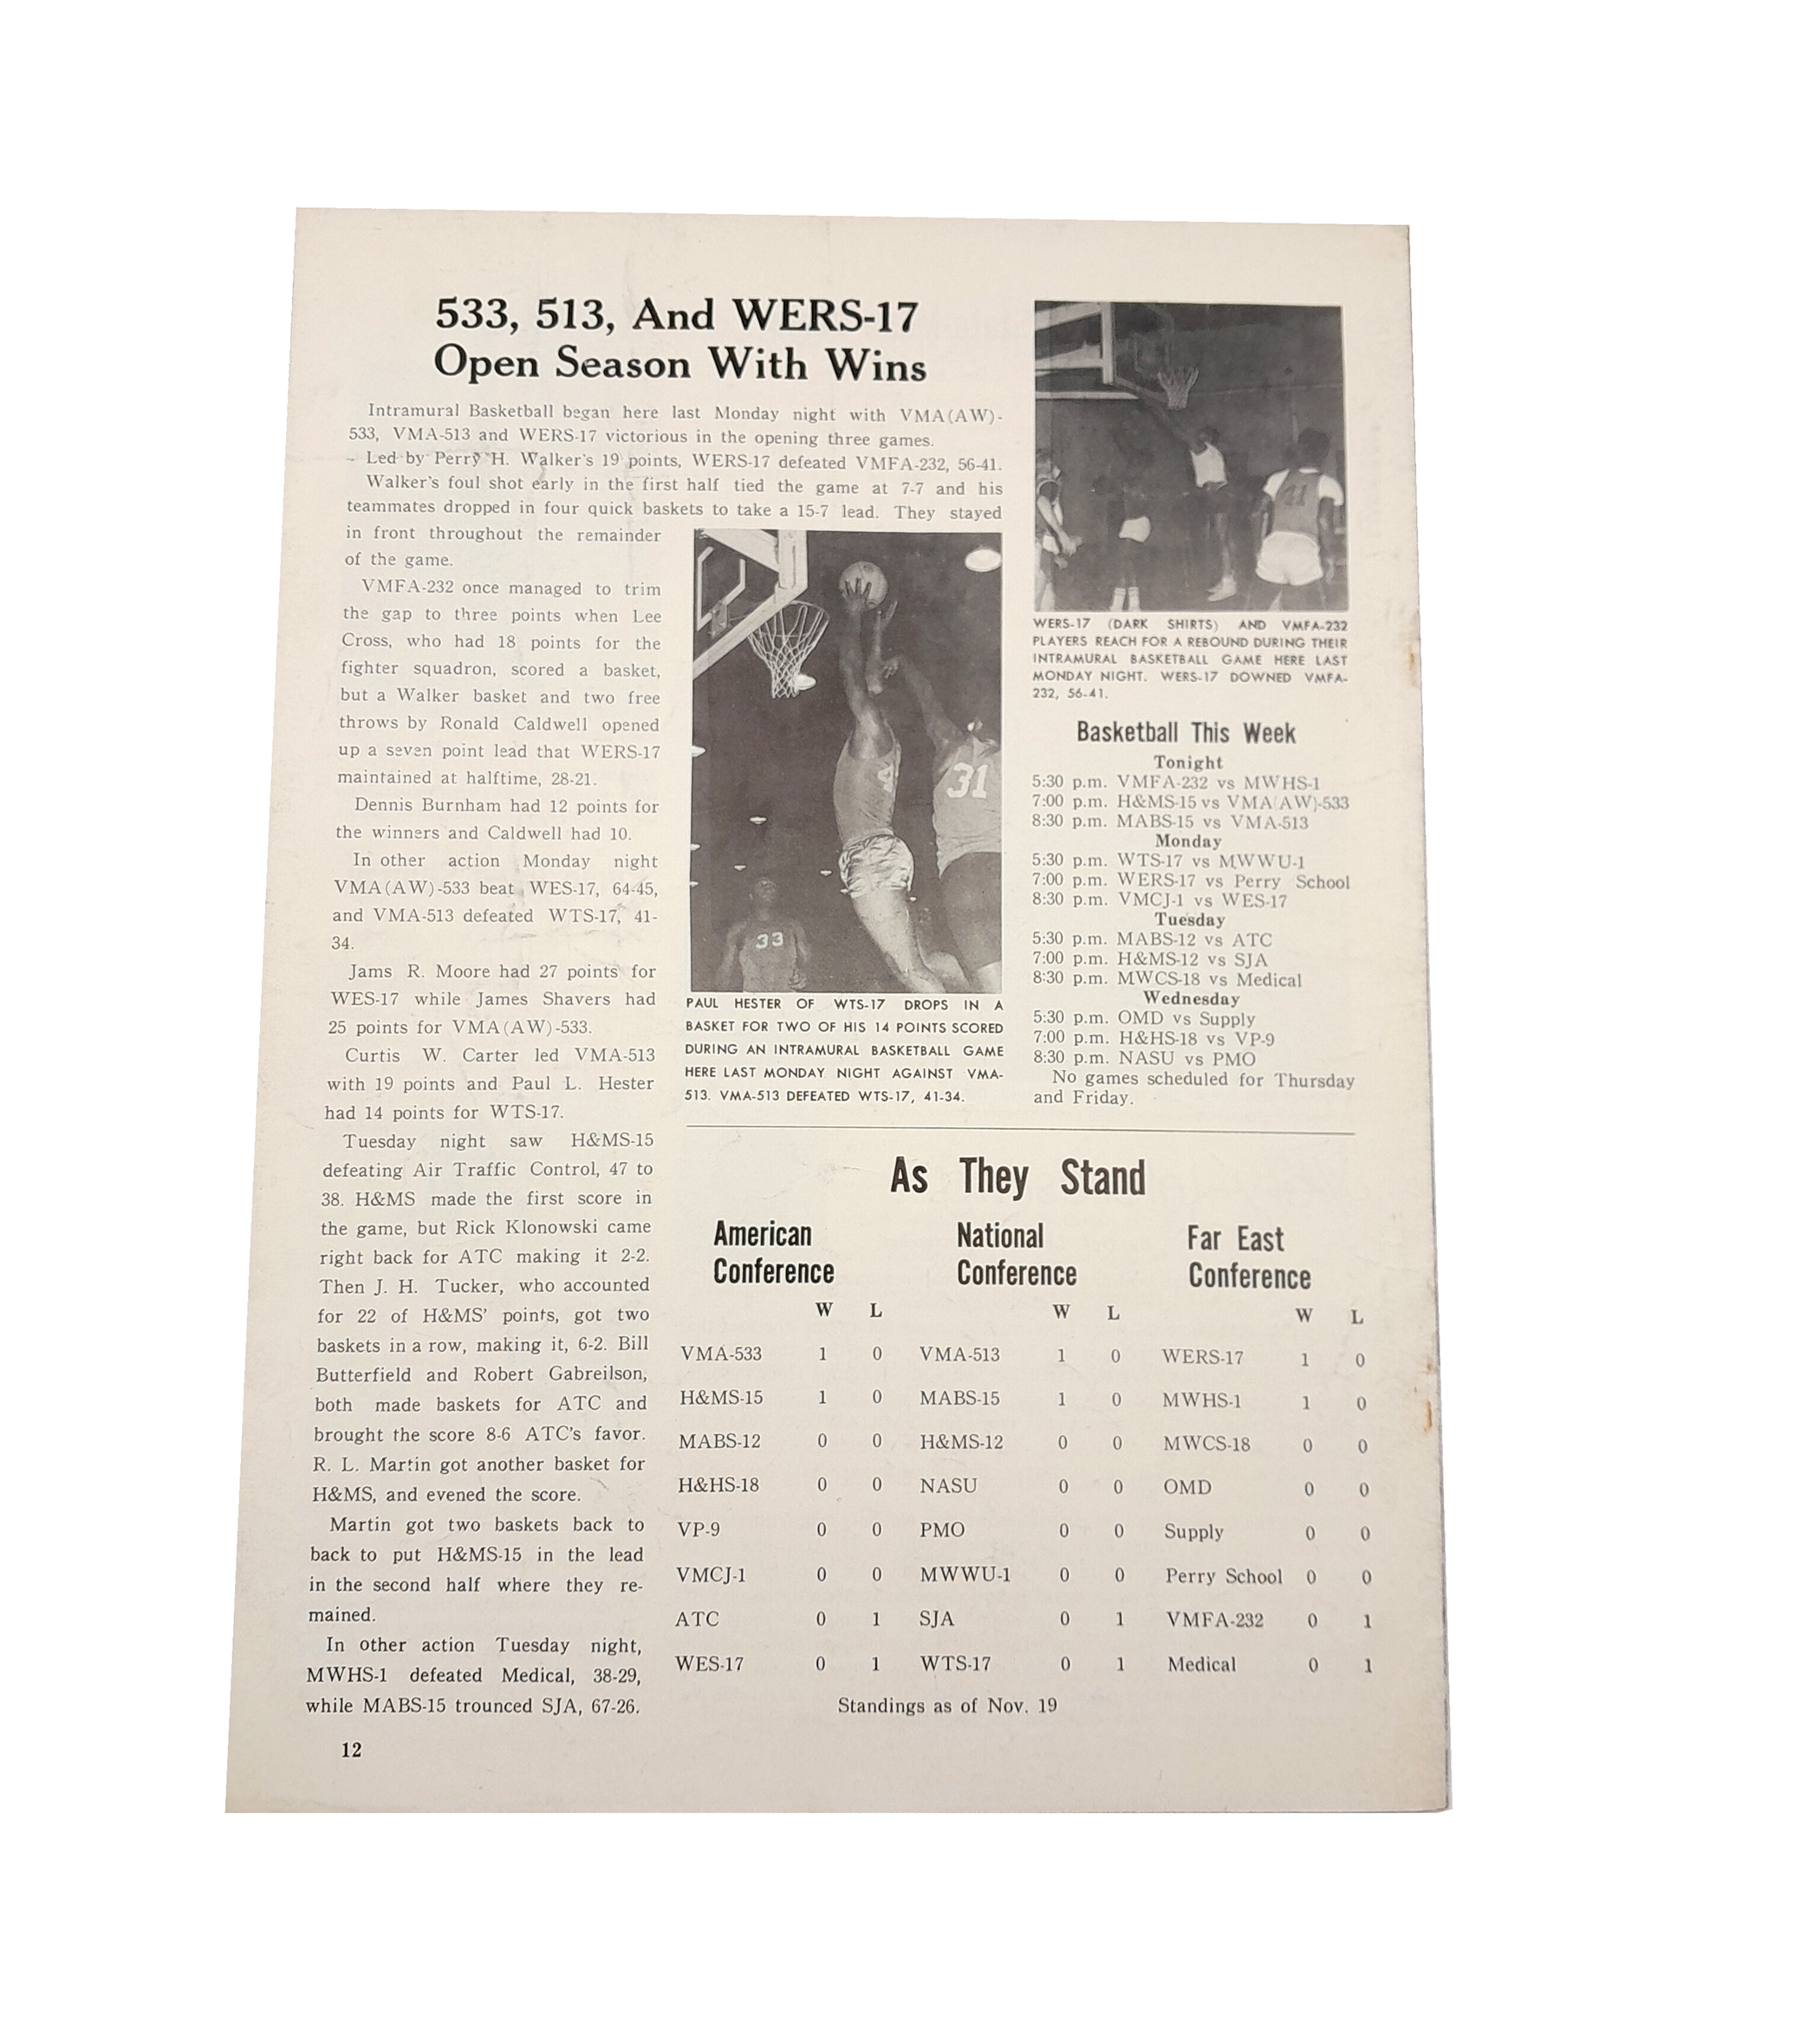 533, 513, And WERS-17
Open Season With Wins
Intramural Basketball began here last Monday night with VMA(AW)-
533, VMA-513 and WERS-17 victorious in the opening three games.
Led by Perry H. Walker's 19 points, WERS-17 defeated VMFA-232, 56-41.
Walker's foul shot early in the first half tied the game at 7-7 and his
teammates dropped in four quick baskets to take a 15-7 lead. They stayed
in front throughout the remainder
of the game.
VMFA-232 once managed to trim
the gap to three points when Lee
Cross, who had 18 points for the
fighter squadron, scored a basket,
but a Walker basket and two free
throws by Ronald Caldwell opened
up a seven point lead that WERS-17
maintained at halftime, 28-21.
Dennis Burnham had 12 points for
the winners and Caldwell had 10.
In other action Monday night
VMA(AW)-533 beat WES-17, 64-45,
and VMA-513 defeated WTS-17, 41-
34.
Jams R. Moore had 27 points for
WES-17 while James Shavers had
25 points for VMA(AW)-533.
Curtis W. Carter led VMA-513
with 19 points and Paul L. Hester
had 14 points for WTS-17.
Tuesday night saw H&MS-15
defeating Air Traffic Control, 47 to
38. H&MS made the first score in
the game, but Rick Klonowski came
right back for ATC making it 2-2.
Then J. H. Tucker, who accounted
for 22 of H&MS' points, got two
baskets in a row, making it, 6-2. Bill
Butterfield and Robert Gabreilson,
both made baskets for ATC and
brought the score 8-6 ATC's favor.
R. L. Martin got another basket for
H&MS, and evened the score.
Martin got two baskets back to
back to put H&MS-15 in the lead
in the second half where they re-
mained.
In other action Tuesday night,
MWHS-1 defeated Medical, 38-29,
while MABS-15 trounced SJA, 67-26.
12
4
31
33
PAUL HESTER OF WTS-17 DROPS IN A
BASKET FOR TWO OF HIS 14 POINTS SCORED
DURING AN INTRAMURAL BASKETBALL GAME
HERE LAST MONDAY NIGHT AGAINST VMA-
513. VMA-513 DEFEATED WTS-17, 41-34.
WERS-17 (DARK SHIRTS) AND VMFA-232
PLAYERS REACH FOR A REBOUND DURING THEIR
INTRAMURAL BASKETBALL GAME HERE LAST
MONDAY NIGHT. WERS-17 DOWNED VMFA-
232, 56-41.
Basketball This Week
Tonight
5:30 p.m. VMFA-232 vs MWHS-1
7:00 p.m. H&MS-15 vs VMA(AW)-533
8:30 p.m. MABS-15 vs VMA-513
Monday
5:30 p.m. WTS-17 vs MWWU-1
7:00 p.m. WERS-17 vs Perry School
8:30 p.m. VMCJ-1 vs WES-17
Tuesday
5:30 p.m. MABS-12 vs ATC
7:00 p.m. H&MS-12 vs SJA
8:30 p.m. MWCS-18 vs Medical
Wednesday
5:30 p.m. OMD vs Supply
7:00 p.m. H&HS-18 vs VP-9
8:30 p.m. NASU vs PMO
No games scheduled for Thursday
and Friday.
As They Stand
American
Conference
W L
VMA-533 1 0
H&MS-15 1 0
MABS-12 0 0
H&HS-18 0 0
VP-9 0 0
VMCJ-1 0 0
ATC 0 1
WES-17 0 1
National
Conference
W L
VMA-513 1 0
MABS-15 1 0
H&MS-12 0 0
NASU 0 0
PMO 0 0
MWWU-1 0 0
SJA 0 1
WTS-17 0 1
Far East
Conference
W L
WERS-17 1 0
MWHS-1 1 0
MWCS-18 0 0
OMD 0 0
Supply 0 0
Perry School 0 0
VMFA-232 0 1
Medical 0 1
Standings as of Nov. 19